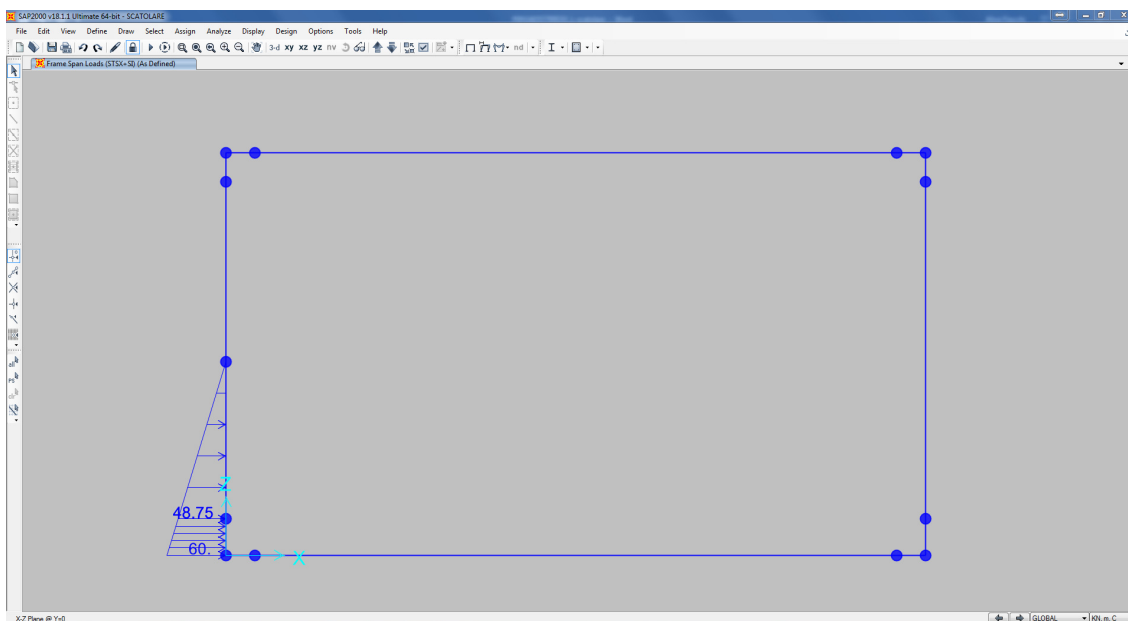 SAP2000 v18.1.1 Ultimate 64-bit - SCATOLARE
File Edit View Define Draw Select Assign Analyze Display Design Options Tools Help
3-d xy xz yz nv nd
Frame Span Loads (STSX+SI) (As Defined)
all
PS
48.75
60.
Z
X
X-Z Plane @ Y=0
GLOBAL
KN, m, C